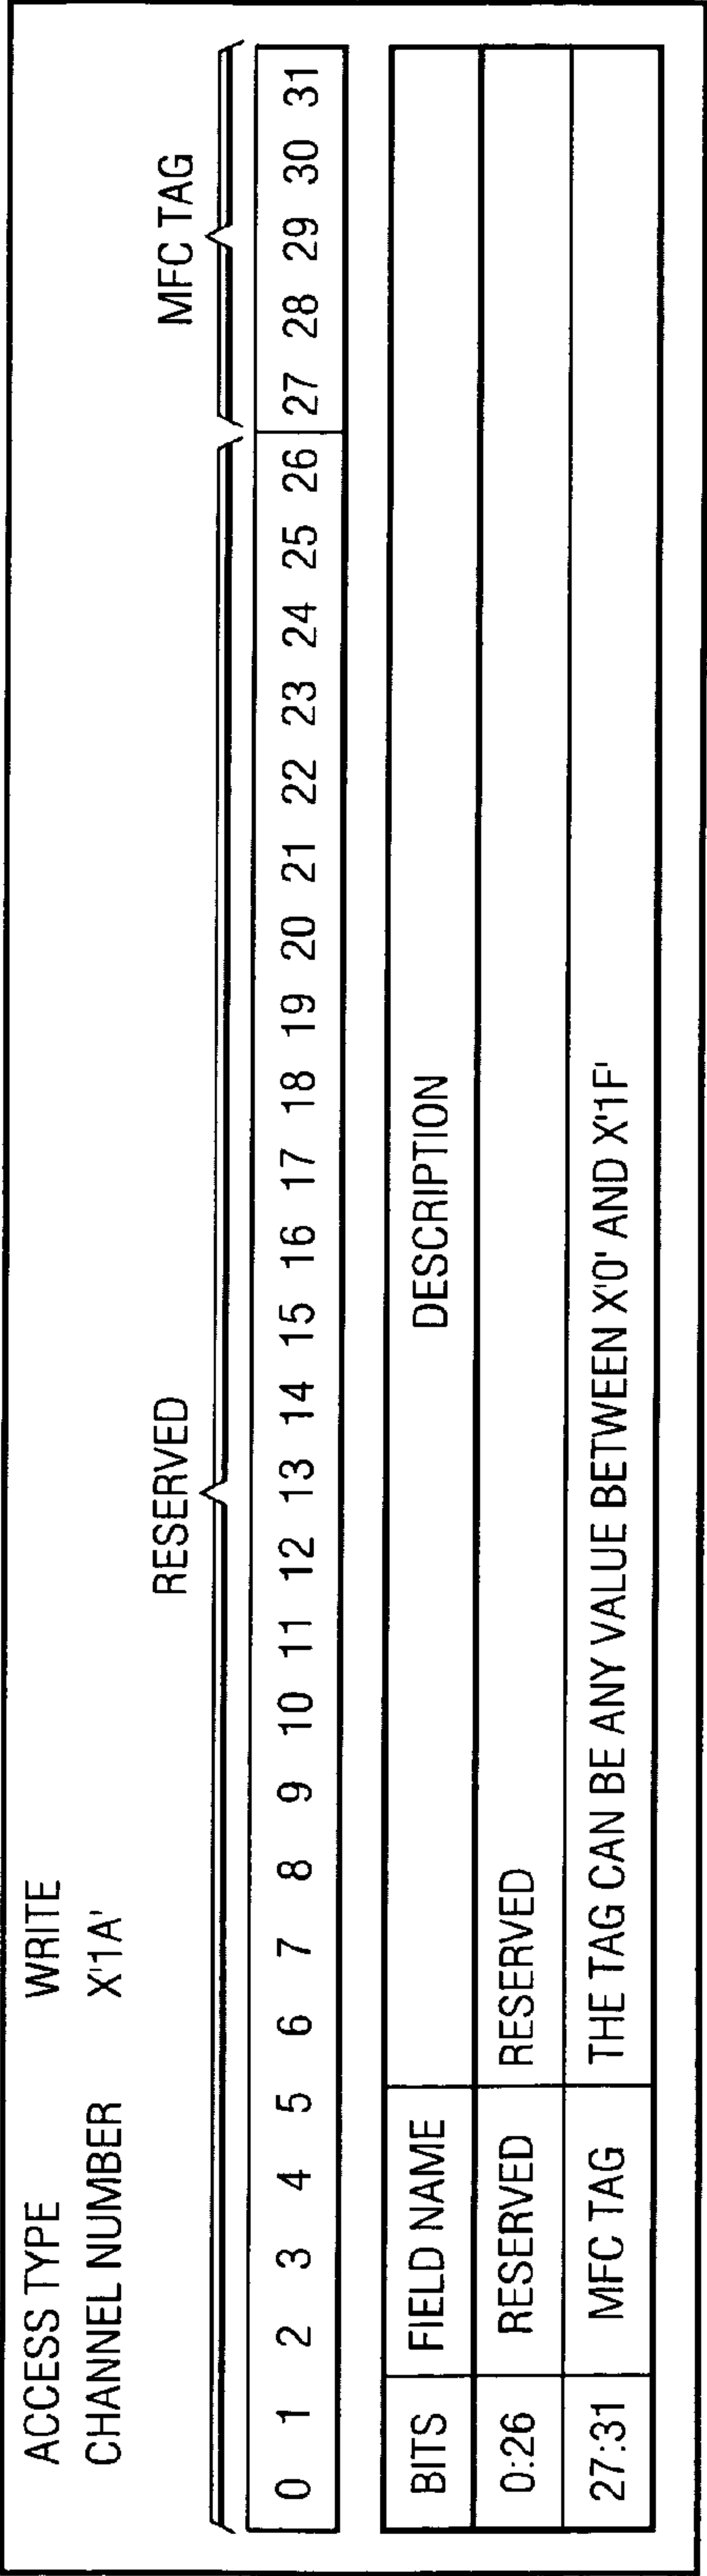 ACCESS TYPE WRITE
CHANNEL NUMBER X'1A'
RESERVED MFC TAG
0 1 2 3 4 5 6 7 8 9 10 11 12 13 14 15 16 17 18 19 20 21 22 23 24 25 26 27 28 29 30 31
BITS FIELD NAME DESCRIPTION
0:26 RESERVED RESERVED
27:31 MFC TAG THE TAG CAN BE ANY VALUE BETWEEN X'0' AND X'1F'